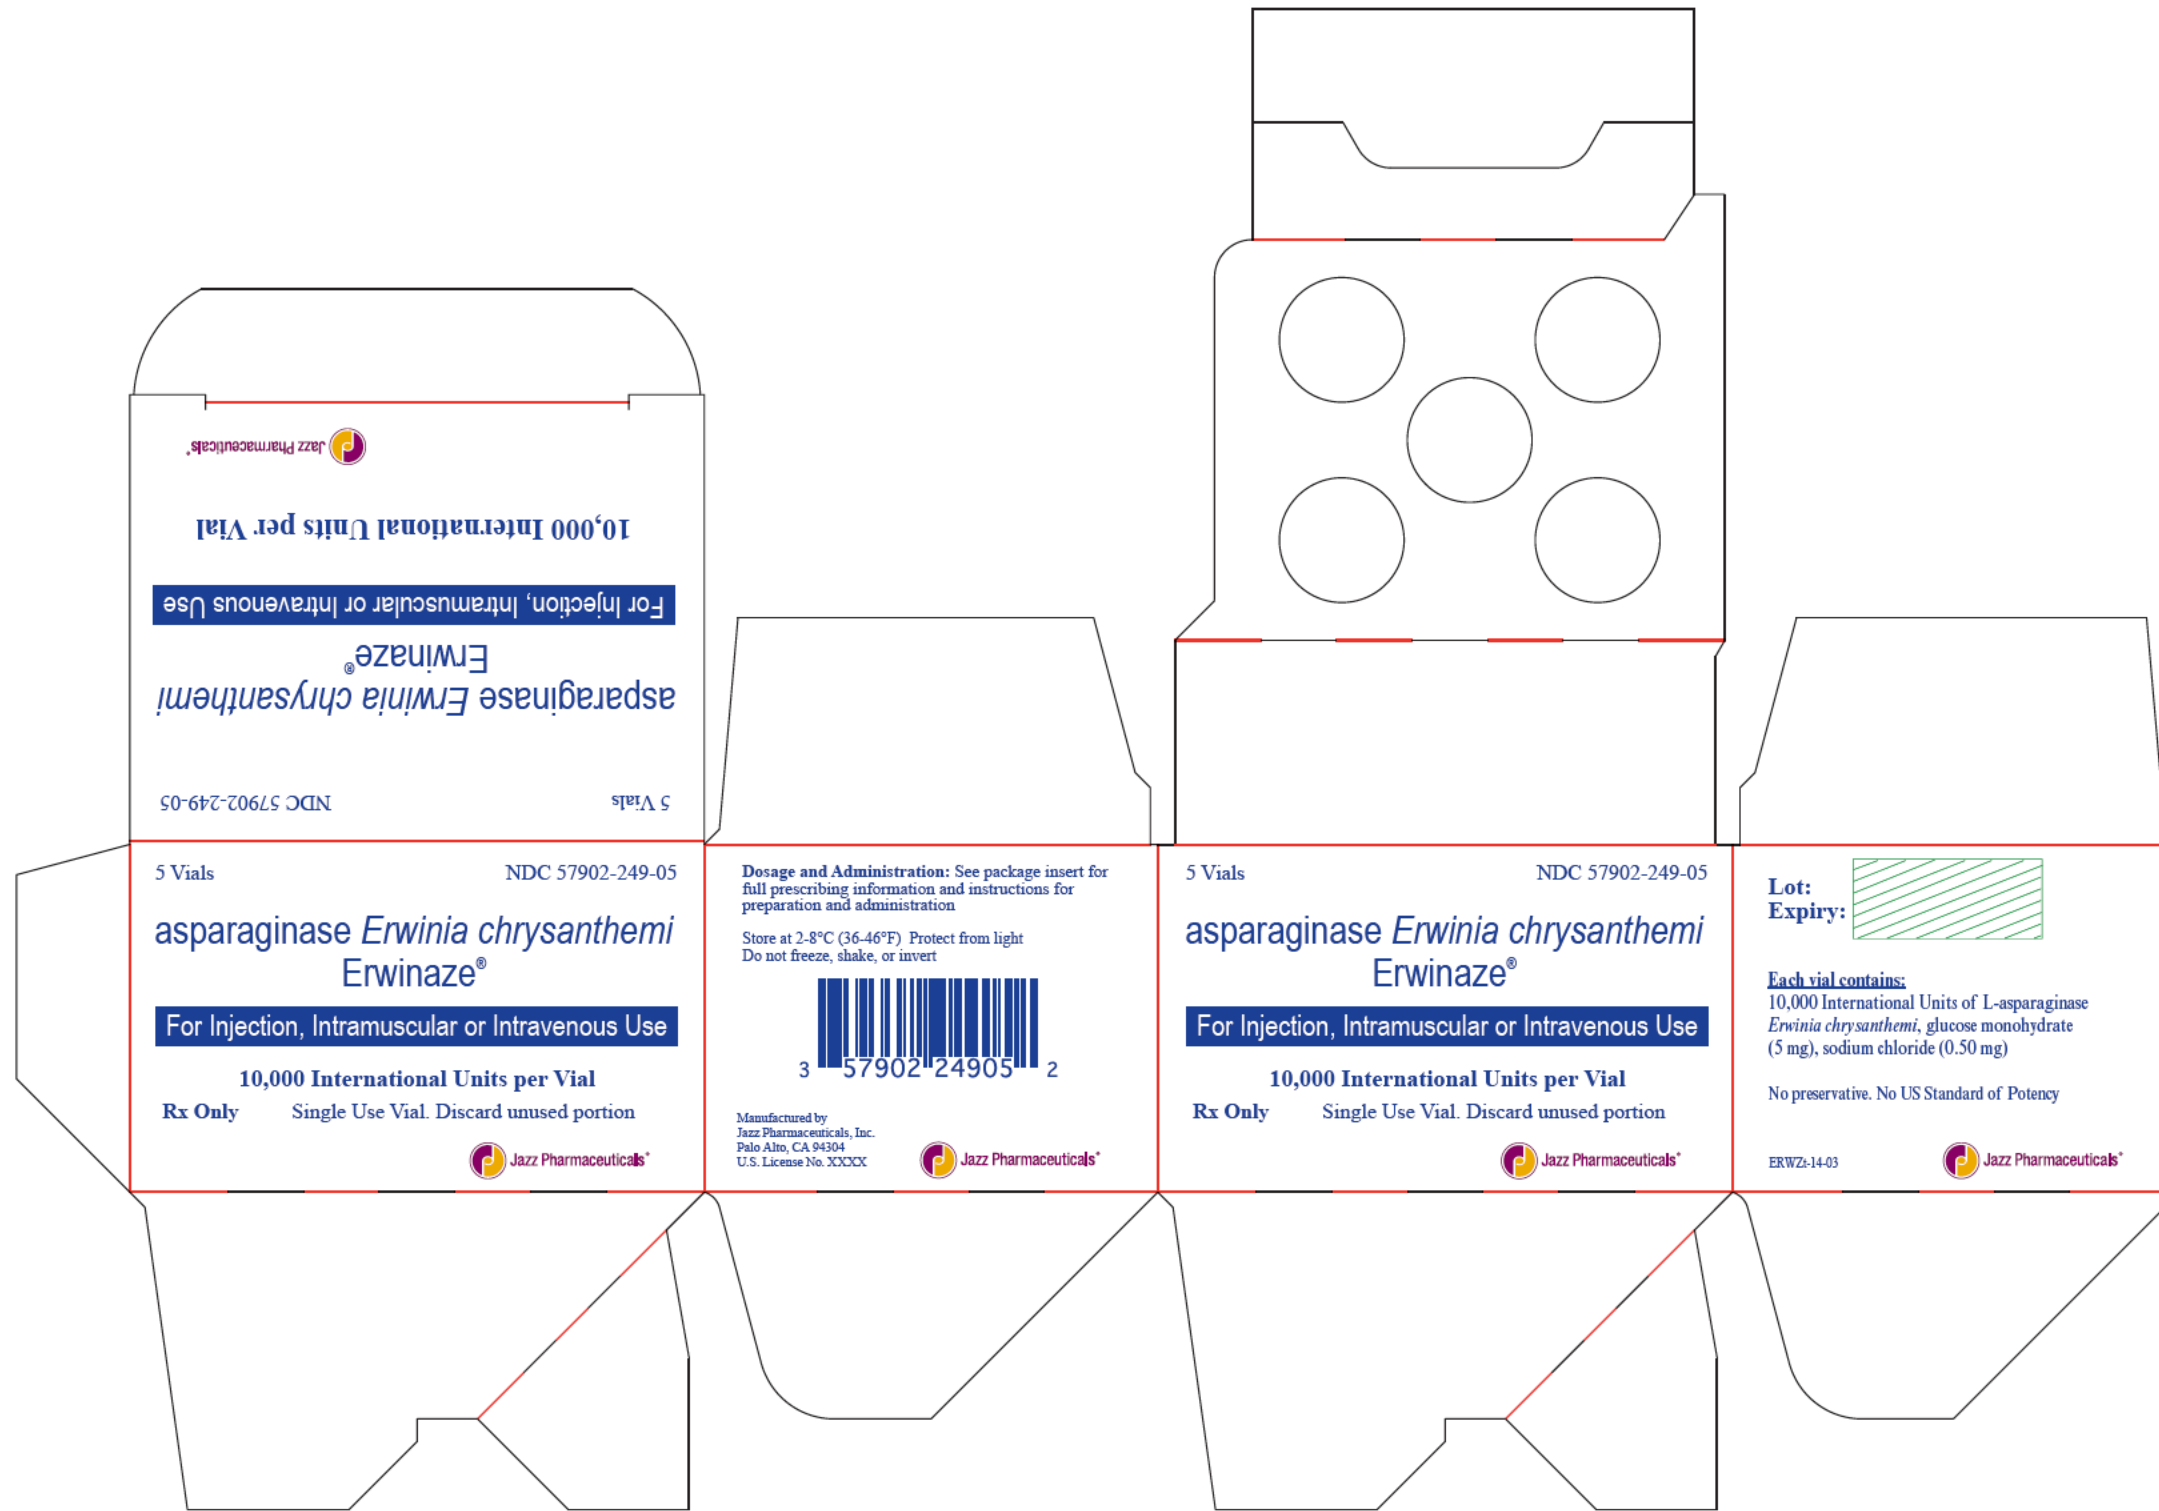 Jazz Pharmaceuticals
10,000 International Units per Vial
For Injection, Intramuscular or Intravenous Use
Erwinaze®
asparaginase Erwinia chrysanthemi
5 Vials NDC 57902-249-05
5 Vials NDC 57902-249-05
asparaginase Erwinia chrysanthemi
Erwinaze®
For Injection, Intramuscular or Intravenous Use
10,000 International Units per Vial
Rx Only Single Use Vial. Discard unused portion
Jazz Pharmaceuticals
Dosage and Administration: See package insert for
full prescribing information and instructions for
preparation and administration
Store at 2-8°C (36-46°F) Protect from light
Do not freeze, shake, or invert
3 57902 24905 2
Manufactured by
Jazz Pharmaceuticals, Inc.
Palo Alto, CA 94304
U.S. License No. XXXX
Jazz Pharmaceuticals
5 Vials NDC 57902-249-05
asparaginase Erwinia chrysanthemi
Erwinaze®
For Injection, Intramuscular or Intravenous Use
10,000 International Units per Vial
Rx Only Single Use Vial. Discard unused portion
Jazz Pharmaceuticals
Lot:
Expiry:
Each vial contains:
10,000 International Units of L-asparaginase
Erwinia chrysanthemi, glucose monohydrate
(5 mg), sodium chloride (0.50 mg)
No preservative. No US Standard of Potency
ERWZt-14-03
Jazz Pharmaceuticals